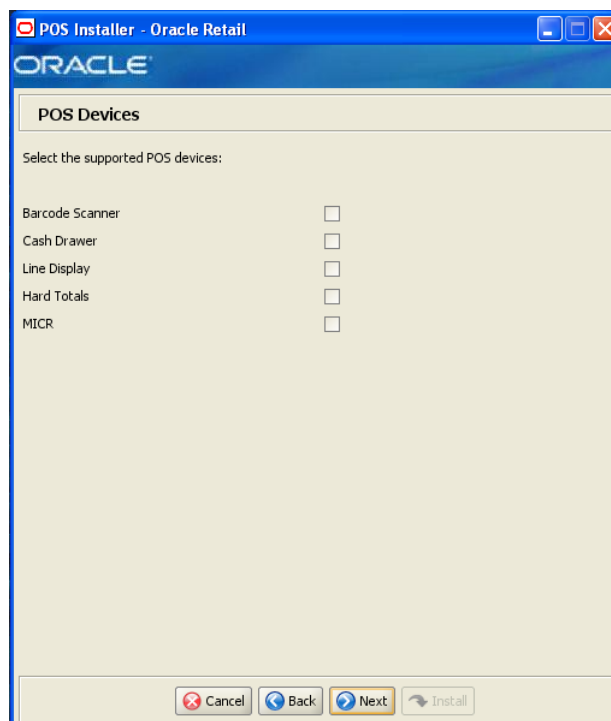 POS Installer - Oracle Retail
ORACLE
POS Devices
Select the supported POS devices:
Barcode Scanner
Cash Drawer
Line Display
Hard Totals
MICR
Cancel Back Next Install